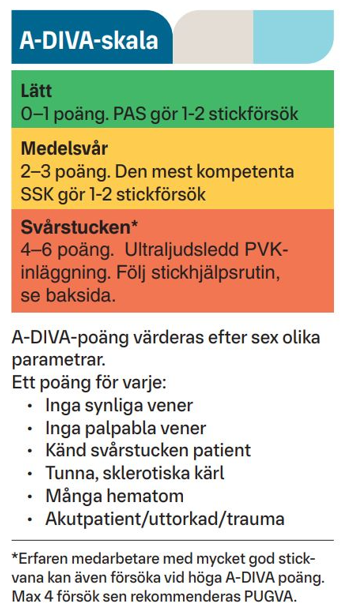 A-DIVA-skala
Lätt
0–1 poäng. PAS gör 1-2 stickförsök
Medelsvår
2–3 poäng. Den mest kompetenta
SSK gör 1-2 stickförsök
Svårstucken*
4–6 poäng.  Ultraljudsledd PVK-
inläggning. Följ stickhjälpsrutin,
se baksida.
A-DIVA-poäng värderas efter sex olika
parametrar.
Ett poäng för varje:
• Inga synliga vener
• Inga palpabla vener
• Känd svårstucken patient
• Tunna, sklerotiska kärl
• Många hematom
• Akutpatient/uttorkad/trauma
*Erfaren medarbetare med mycket god stick-
vana kan även försöka vid höga A-DIVA poäng.
Max 4 försök sen rekommenderas PUGVA.